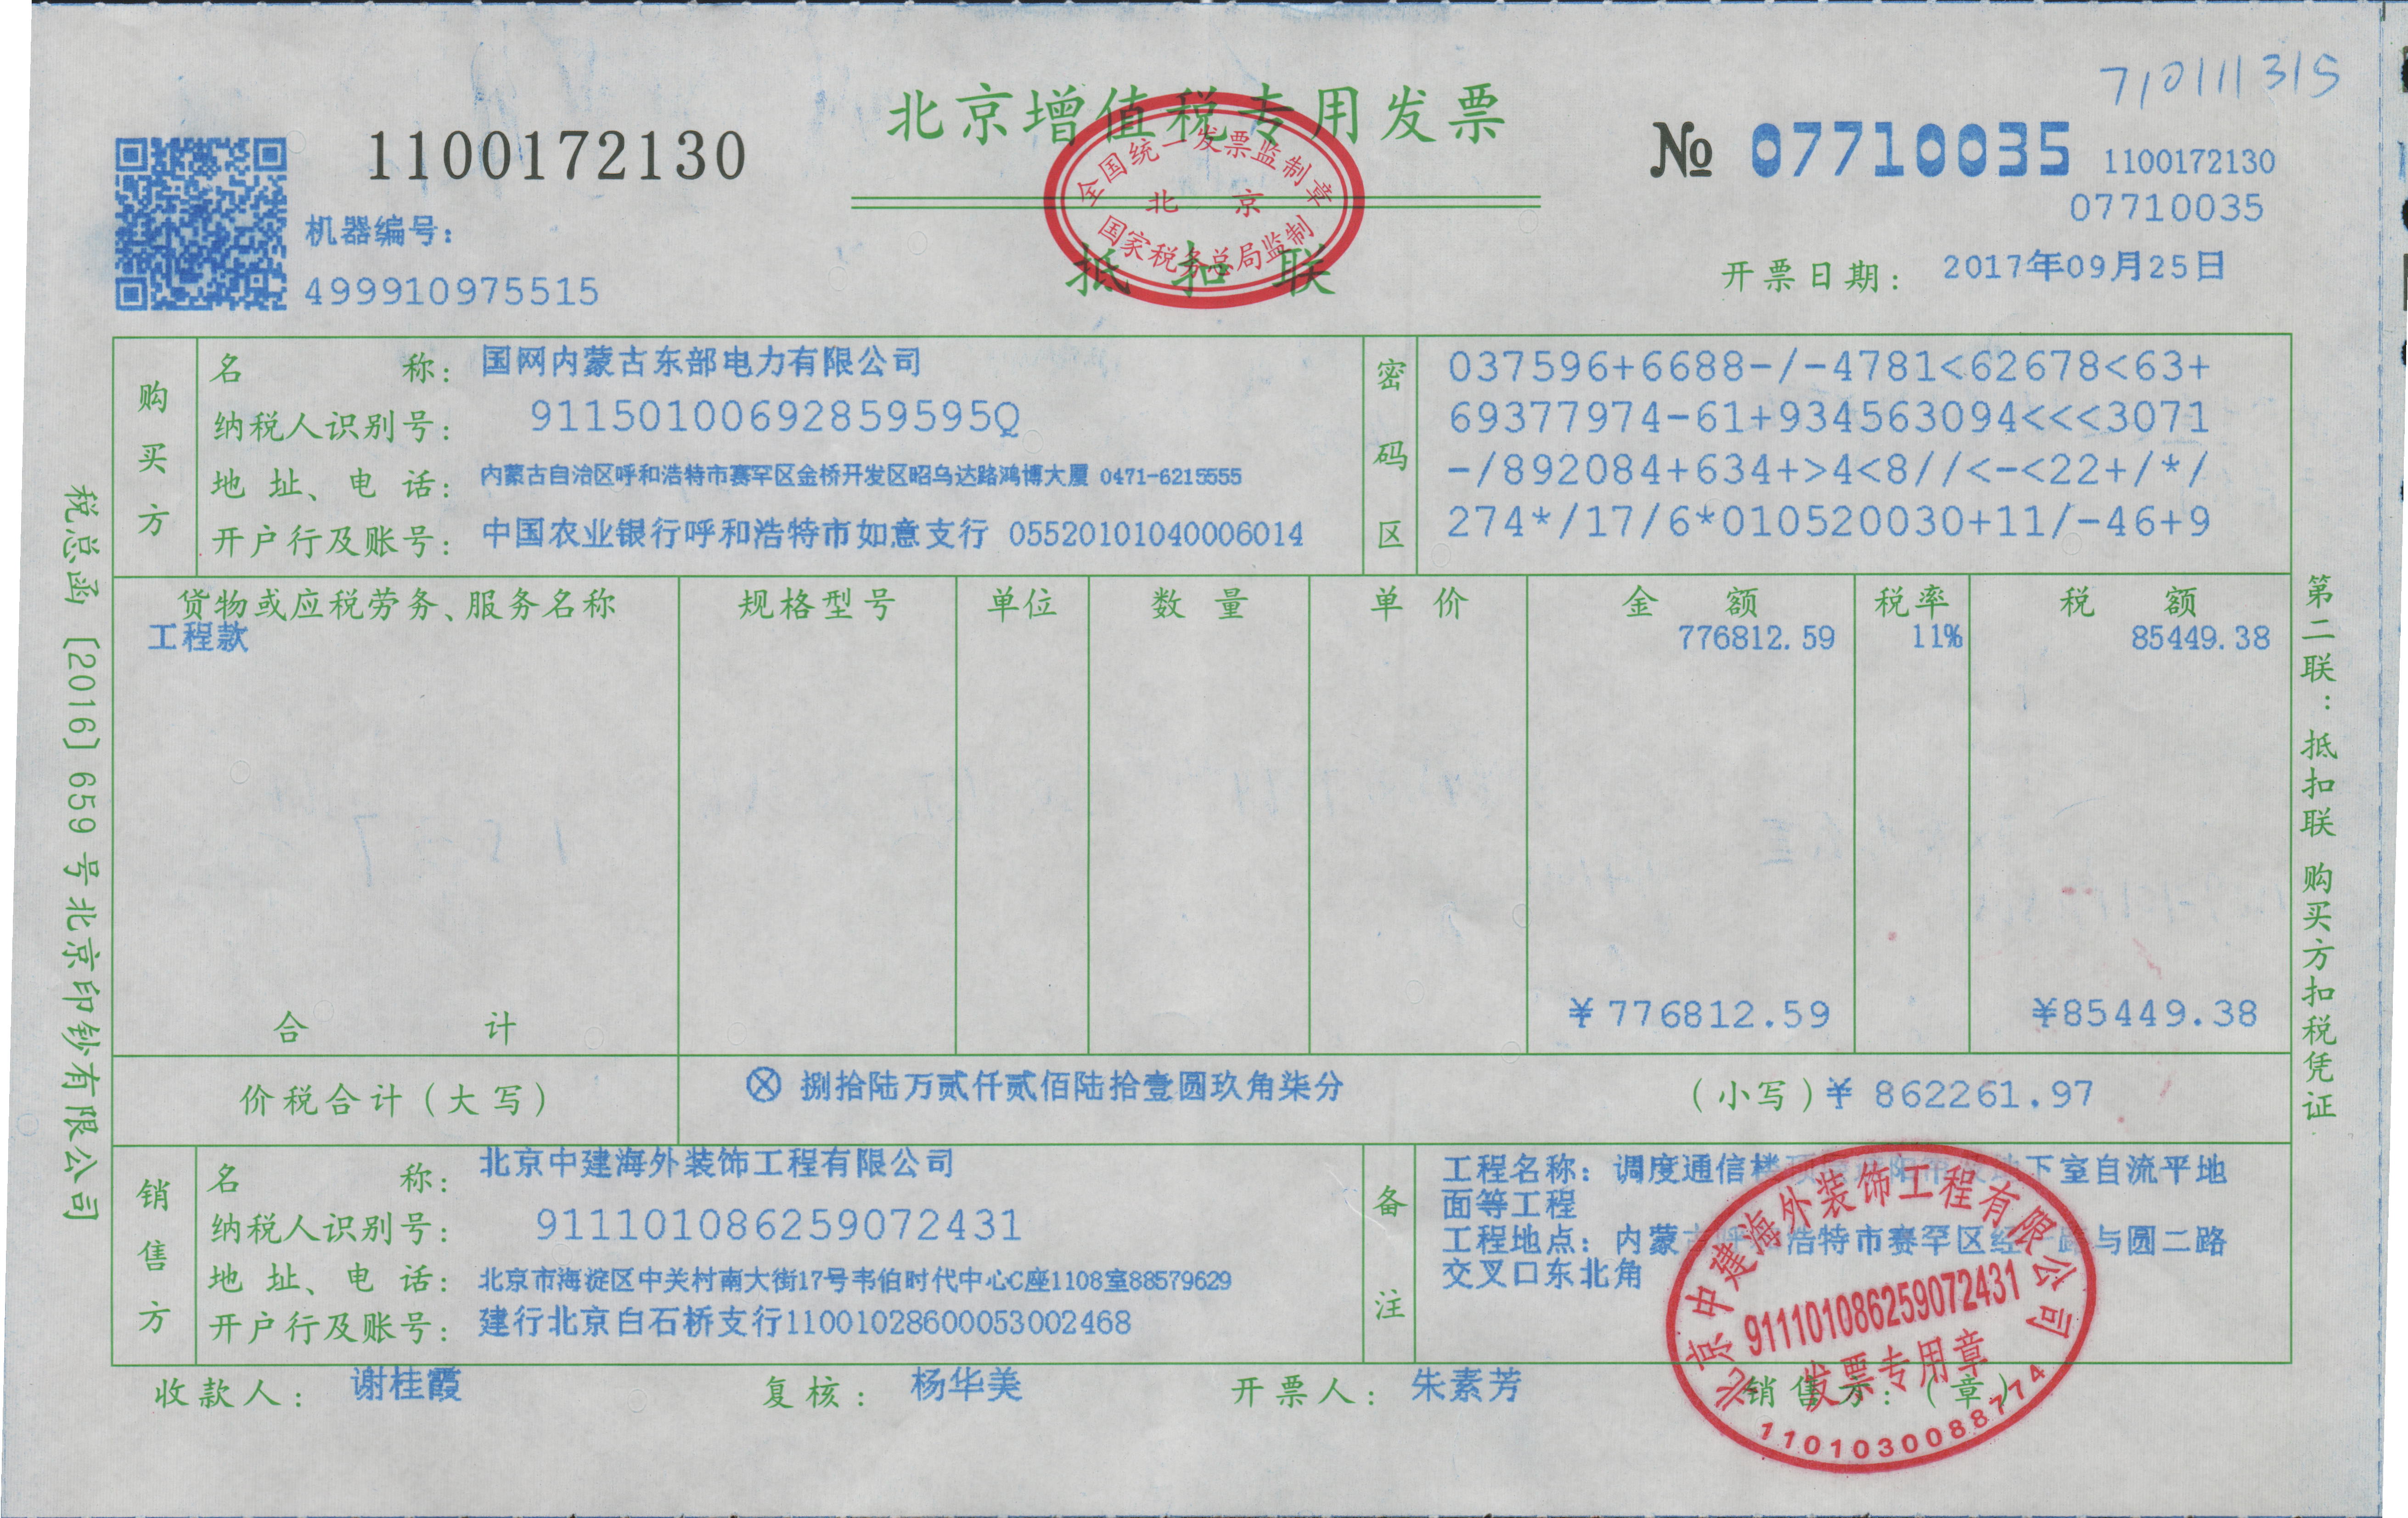 710111315
北京增值税专用发票
1100172130
№ 07710035 1100172130
07710035
全国统一发票监制章
北京
国家税务总局监制
抵扣联
机器编号:
499910975515
开票日期: 2017年09月25日
购买方
名称: 国网内蒙古东部电力有限公司
纳税人识别号: 91150100692859595Q
地址、电话: 内蒙古自治区呼和浩特市赛罕区金桥开发区昭乌达路鸿博大厦 0471-6215555
开户行及账号: 中国农业银行呼和浩特市如意支行 05520101040006014
密码区
037596+6688-/-4781<62678<63+
69377974-61+934563094<<<3071
-/892084+634+>4<8//<-<22+/*/
274*/17/6*010520030+11/-46+9
货物或应税劳务、服务名称 规格型号 单位 数量 单价 金额 税率 税额
工程款 776812.59 11% 85449.38
合计 ¥776812.59 ¥85449.38
价税合计(大写) ⊗ 捌拾陆万贰仟贰佰陆拾壹圆玖角柒分 (小写)¥ 862261.97
销售方
名称: 北京中建海外装饰工程有限公司
纳税人识别号: 911101086259072431
地址、电话: 北京市海淀区中关村南大街17号韦伯时代中心C座1108室88579629
开户行及账号: 建行北京白石桥支行11001028600053002468
备注
工程名称: 调度通信楼 下室自流平地
面等工程
工程地点: 内蒙 浩特市赛罕区 与圆二路
交叉口东北角
收款人: 谢桂霞 复核: 杨华美 开票人: 朱素芳 销售方:(章)
北京中建海外装饰工程有限公司
911101086259072431
发票专用章
1101030088774
税总函〔2016〕659号北京印钞有限公司
第二联:抵扣联 购买方扣税凭证